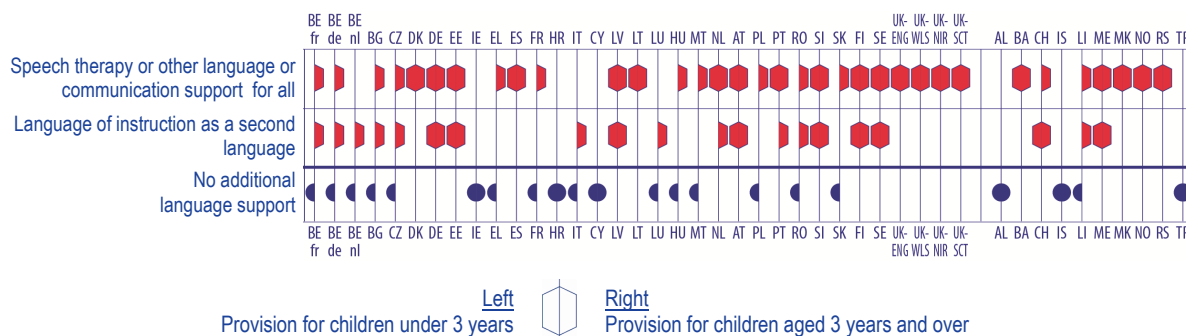 BE BE BE UK- UK- UK- UK-
fr de nl BG CZ DK DE EE IE EL ES FR HR IT CY LV LT LU HU MT NL AT PL PT RO SI SK FI SE ENG WLS NIR SCT AL BA CH IS LI ME MK NO RS TR
Speech therapy or other language or
communication support for all
Language of instruction as a second
language
No additional
language support
BE BE BE BG CZ DK DE EE IE EL ES FR HR IT CY LV LT LU HU MT NL AT PL PT RO SI SK FI SE UK- UK- UK- UK- AL BA CH IS LI ME MK NO RS TR
fr de nl ENG WLS NIR SCT
Left Right
Provision for children under 3 years Provision for children aged 3 years and over